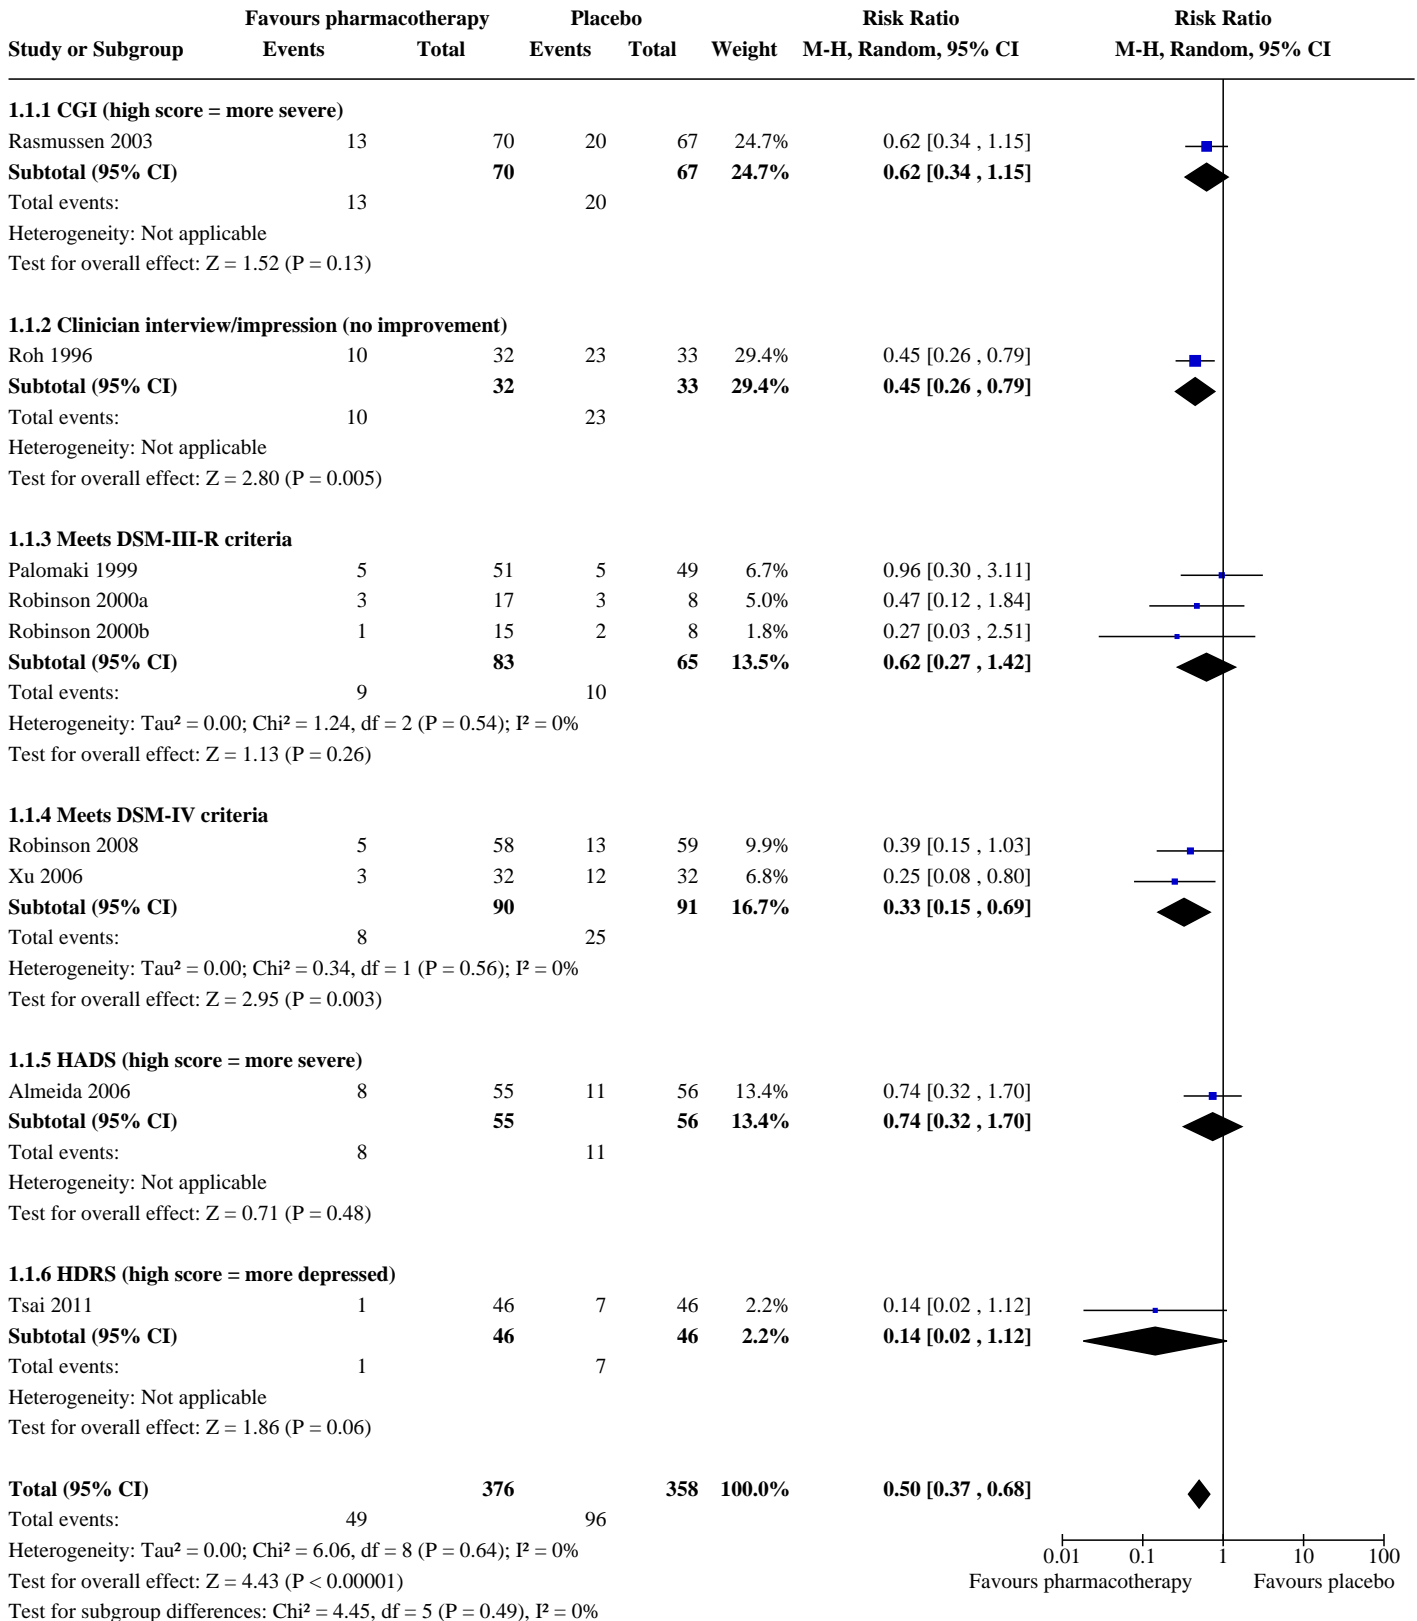 Favours pharmacotherapy Placebo Risk Ratio Risk Ratio
Study or Subgroup Events Total Events Total Weight M-H, Random, 95% CI M-H, Random, 95% CI
1.1.1 CGI (high score = more severe)
Rasmussen 2003 13 70 20 67 24.7% 0.62 [0.34 , 1.15]
Subtotal (95% CI) 70 67 24.7% 0.62 [0.34 , 1.15]
Total events: 13 20
Heterogeneity: Not applicable
Test for overall effect: Z = 1.52 (P = 0.13)
1.1.2 Clinician interview/impression (no improvement)
Roh 1996 10 32 23 33 29.4% 0.45 [0.26 , 0.79]
Subtotal (95% CI) 32 33 29.4% 0.45 [0.26 , 0.79]
Total events: 10 23
Heterogeneity: Not applicable
Test for overall effect: Z = 2.80 (P = 0.005)
1.1.3 Meets DSM-III-R criteria
Palomaki 1999 5 51 5 49 6.7% 0.96 [0.30 , 3.11]
Robinson 2000a 3 17 3 8 5.0% 0.47 [0.12 , 1.84]
Robinson 2000b 1 15 2 8 1.8% 0.27 [0.03 , 2.51]
Subtotal (95% CI) 83 65 13.5% 0.62 [0.27 , 1.42]
Total events: 9 10
Heterogeneity: Tau² = 0.00; Chi² = 1.24, df = 2 (P = 0.54); I² = 0%
Test for overall effect: Z = 1.13 (P = 0.26)
1.1.4 Meets DSM-IV criteria
Robinson 2008 5 58 13 59 9.9% 0.39 [0.15 , 1.03]
Xu 2006 3 32 12 32 6.8% 0.25 [0.08 , 0.80]
Subtotal (95% CI) 90 91 16.7% 0.33 [0.15 , 0.69]
Total events: 8 25
Heterogeneity: Tau² = 0.00; Chi² = 0.34, df = 1 (P = 0.56); I² = 0%
Test for overall effect: Z = 2.95 (P = 0.003)
1.1.5 HADS (high score = more severe)
Almeida 2006 8 55 11 56 13.4% 0.74 [0.32 , 1.70]
Subtotal (95% CI) 55 56 13.4% 0.74 [0.32 , 1.70]
Total events: 8 11
Heterogeneity: Not applicable
Test for overall effect: Z = 0.71 (P = 0.48)
1.1.6 HDRS (high score = more depressed)
Tsai 2011 1 46 7 46 2.2% 0.14 [0.02 , 1.12]
Subtotal (95% CI) 46 46 2.2% 0.14 [0.02 , 1.12]
Total events: 1 7
Heterogeneity: Not applicable
Test for overall effect: Z = 1.86 (P = 0.06)
Total (95% CI) 376 358 100.0% 0.50 [0.37 , 0.68]
Total events: 49 96
Heterogeneity: Tau² = 0.00; Chi² = 6.06, df = 8 (P = 0.64); I² = 0% 0.01 0.1 1 10 100
Test for overall effect: Z = 4.43 (P < 0.00001) Favours pharmacotherapy Favours placebo
Test for subgroup differences: Chi² = 4.45, df = 5 (P = 0.49), I² = 0%